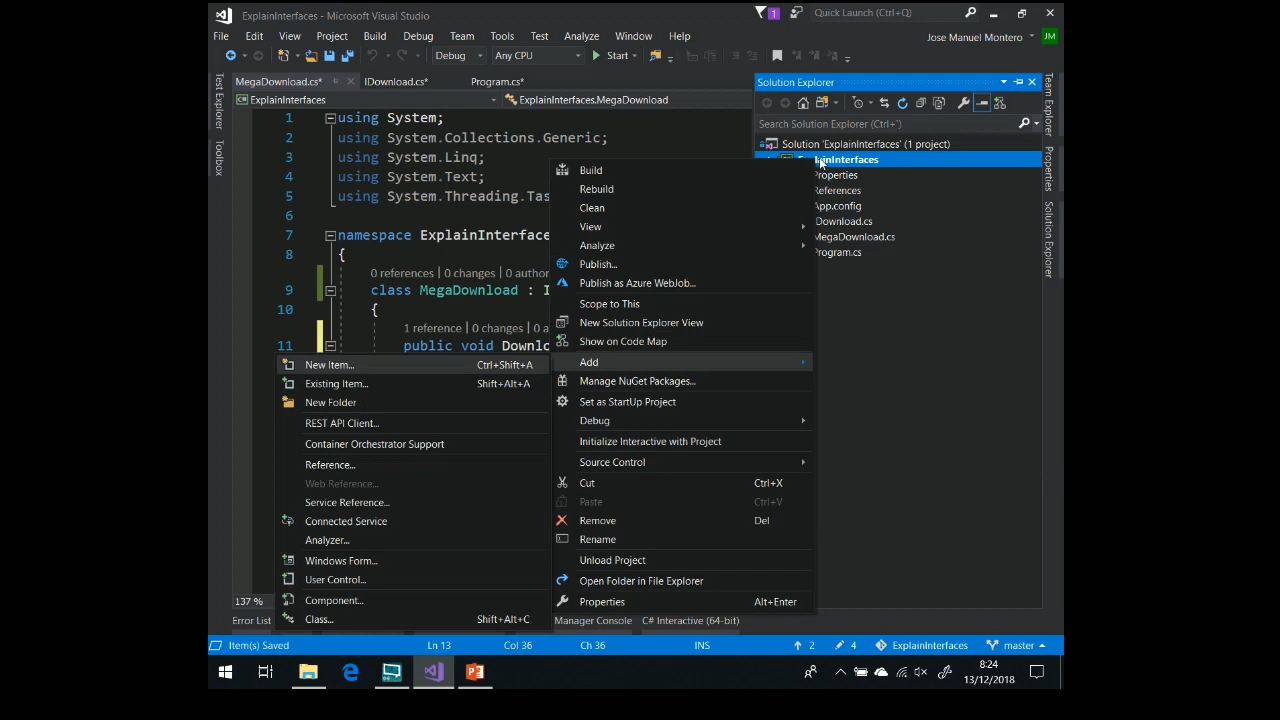 ExplainInterfaces - Microsoft Visual Studio
1
Quick Launch (Ctrl+Q)
File Edit View Project Build Debug Team Tools Test Analyze Window Help
Jose Manuel Montero JM
Debug Any CPU Start
MegaDownload.cs* IDownload.cs* Program.cs*
ExplainInterfaces ExplainInterfaces.MegaDownload
Test Explorer
Toolbox
1 using System;
2 using System.Collections.Generic;
3 using System.Linq;
4 using System.Text;
5 using System.Threading.Tas
6
7 namespace ExplainInterface
8 {
0 references | 0 changes | 0 author
9 class MegaDownload : I
10 {
1 reference | 0 changes | 0 a
11 public void Downlo
Build
Rebuild
Clean
View
Analyze
Publish...
Publish as Azure WebJob...
Scope to This
New Solution Explorer View
Show on Code Map
Add
Manage NuGet Packages...
Set as StartUp Project
Debug
Initialize Interactive with Project
Source Control
Cut Ctrl+X
Paste Ctrl+V
Remove Del
Rename
Unload Project
Open Folder in File Explorer
Properties Alt+Enter
New Item... Ctrl+Shift+A
Existing Item... Shift+Alt+A
New Folder
REST API Client...
Container Orchestrator Support
Reference...
Web Reference...
Service Reference...
Connected Service
Analyzer...
Windows Form...
User Control...
Component...
Class... Shift+Alt+C
Solution Explorer
Search Solution Explorer (Ctrl+')
Solution 'ExplainInterfaces' (1 project)
inInterfaces
Properties
References
App.config
Download.cs
MegaDownload.cs
Program.cs
Team Explorer
Properties
Solution Explorer
137 %
Error List Manager Console C# Interactive (64-bit)
Item(s) Saved Ln 13 Col 36 Ch 36 INS 2 4 ExplainInterfaces master
8:24
13/12/2018